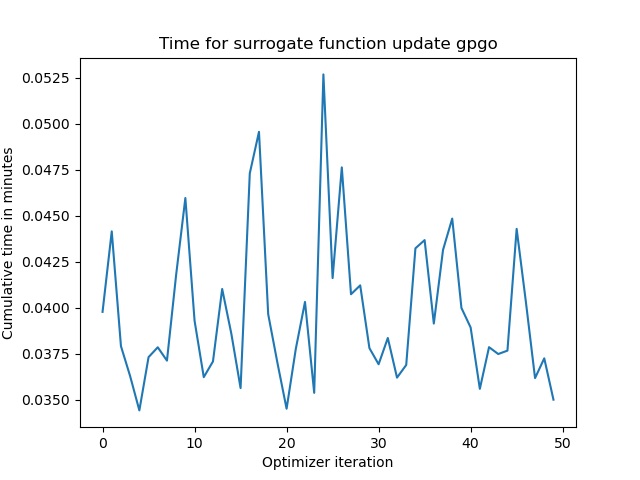 Time for surrogate function update gpgo
Cumulative time in minutes
0.0525
0.0500
0.0475
0.0450
0.0425
0.0400
0.0375
0.0350
0 10 20 30 40 50
Optimizer iteration